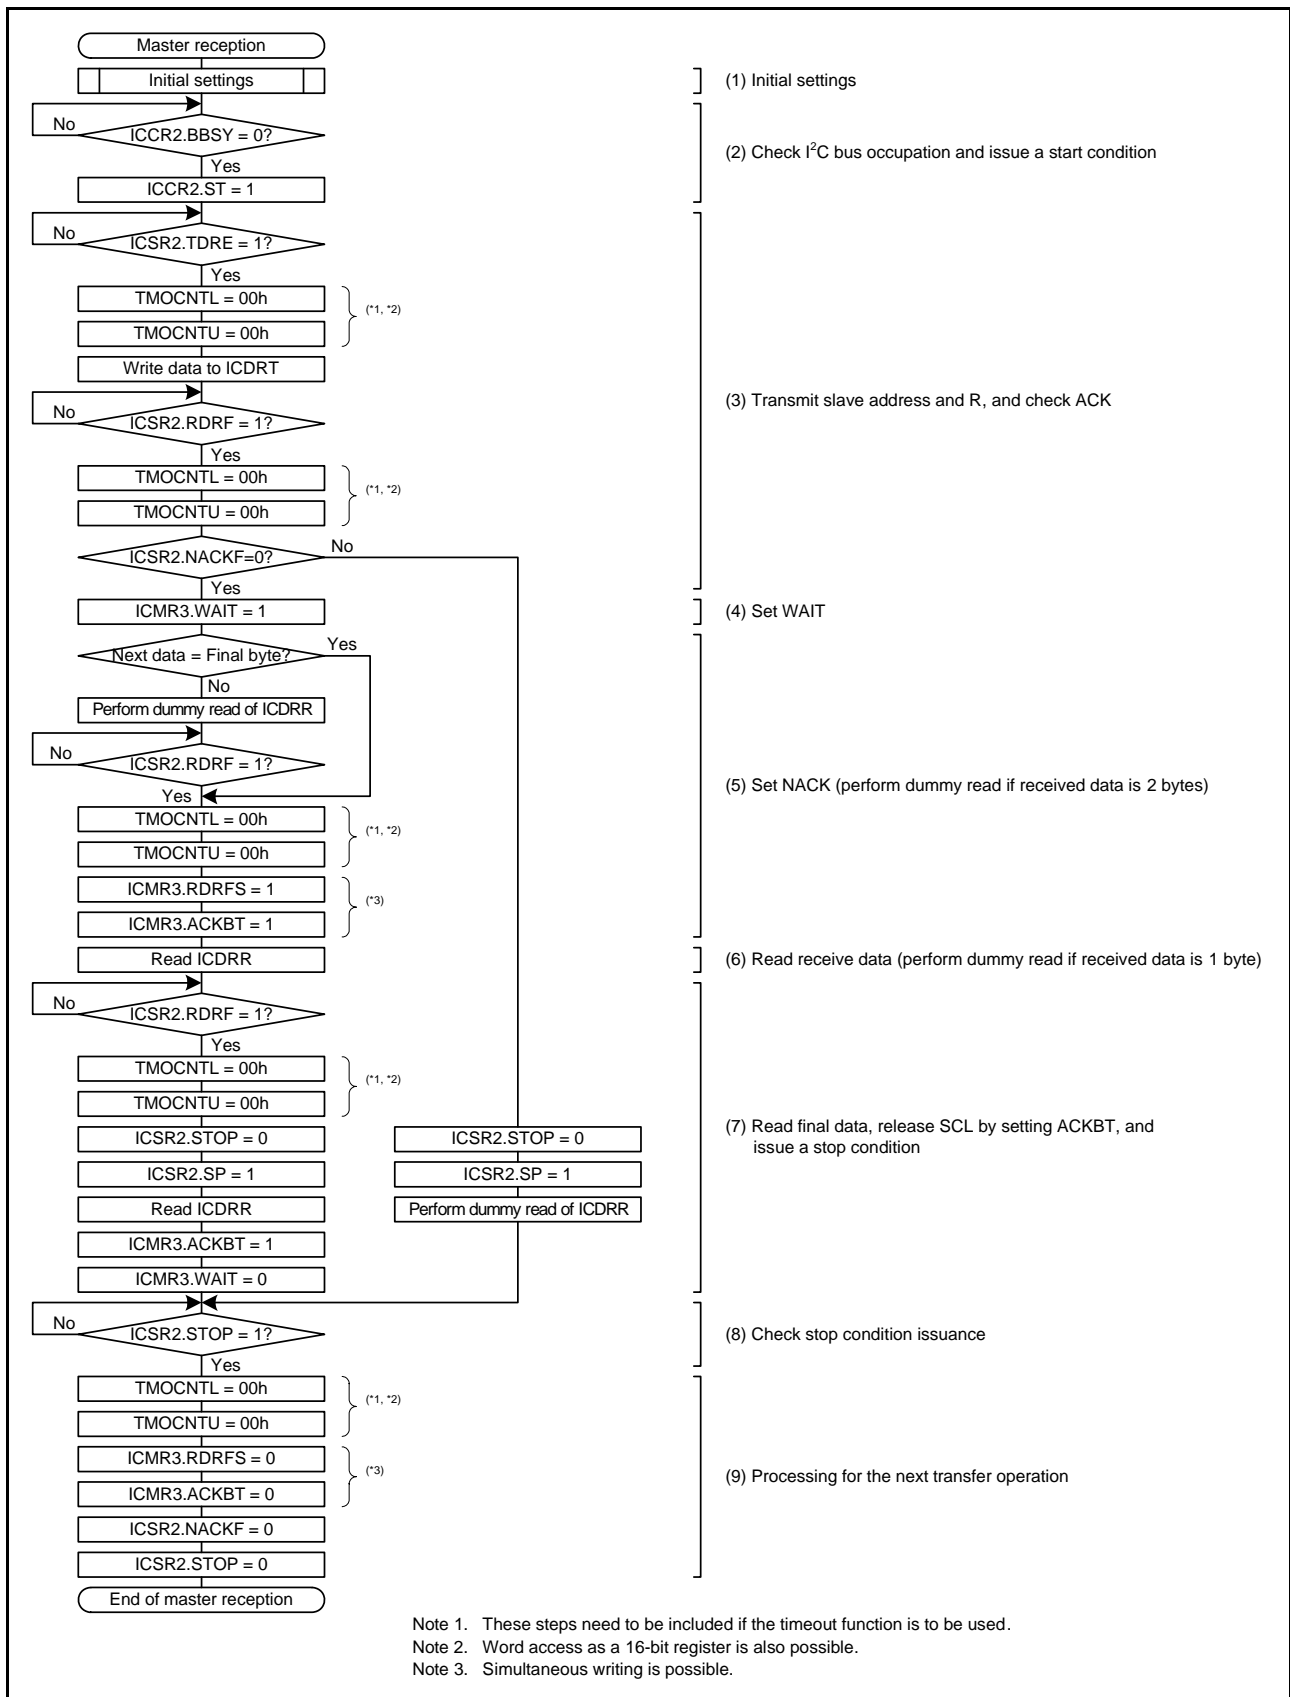 Master reception
Initial settings
(1) Initial settings
No
ICCR2.BBSY = 0?
Yes
ICCR2.ST = 1
(2) Check I²C bus occupation and issue a start condition
No
ICSR2.TDRE = 1?
Yes
TMOCNTL = 00h
TMOCNTU = 00h
(*1, *2)
Write data to ICDRT
No
ICSR2.RDRF = 1?
Yes
TMOCNTL = 00h
TMOCNTU = 00h
(*1, *2)
ICSR2.NACKF=0?
No
Yes
(3) Transmit slave address and R, and check ACK
ICMR3.WAIT = 1
(4) Set WAIT
Next data = Final byte?
Yes
No
Perform dummy read of ICDRR
No
ICSR2.RDRF = 1?
Yes
TMOCNTL = 00h
TMOCNTU = 00h
(*1, *2)
ICMR3.RDRFS = 1
ICMR3.ACKBT = 1
(*3)
(5) Set NACK (perform dummy read if received data is 2 bytes)
Read ICDRR
(6) Read receive data (perform dummy read if received data is 1 byte)
No
ICSR2.RDRF = 1?
Yes
TMOCNTL = 00h
TMOCNTU = 00h
(*1, *2)
ICSR2.STOP = 0
ICSR2.SP = 1
Read ICDRR
ICMR3.ACKBT = 1
ICMR3.WAIT = 0
ICSR2.STOP = 0
ICSR2.SP = 1
Perform dummy read of ICDRR
(7) Read final data, release SCL by setting ACKBT, and
issue a stop condition
No
ICSR2.STOP = 1?
Yes
(8) Check stop condition issuance
TMOCNTL = 00h
TMOCNTU = 00h
(*1, *2)
ICMR3.RDRFS = 0
ICMR3.ACKBT = 0
(*3)
ICSR2.NACKF = 0
ICSR2.STOP = 0
(9) Processing for the next transfer operation
End of master reception
Note 1. These steps need to be included if the timeout function is to be used.
Note 2. Word access as a 16-bit register is also possible.
Note 3. Simultaneous writing is possible.